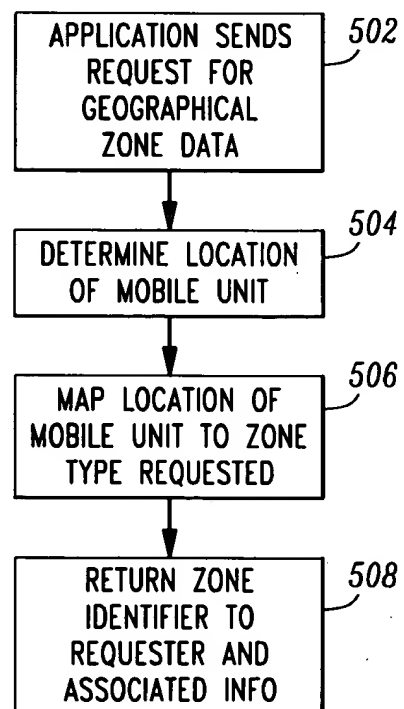 APPLICATION SENDS
REQUEST FOR
GEOGRAPHICAL
ZONE DATA
502
DETERMINE LOCATION
OF MOBILE UNIT
504
MAP LOCATION OF
MOBILE UNIT TO ZONE
TYPE REQUESTED
506
RETURN ZONE
IDENTIFIER TO
REQUESTER AND
ASSOCIATED INFO
508